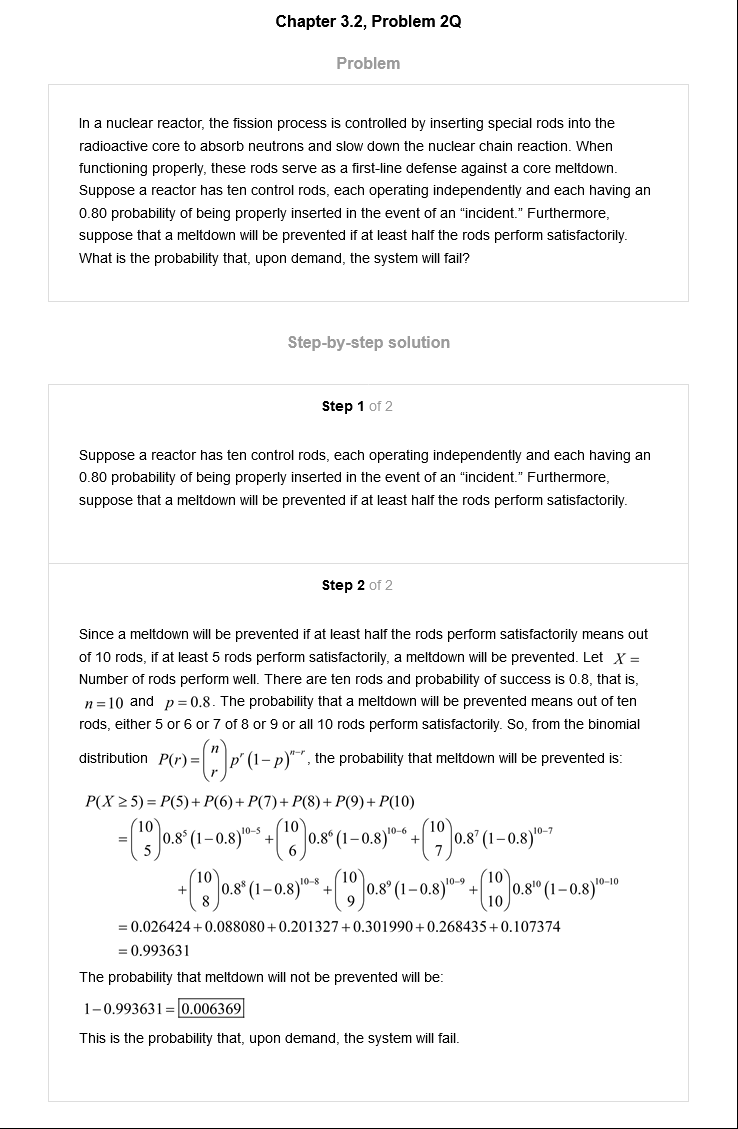 Chapter 3.2, Problem 2Q
Problem
In a nuclear reactor, the fission process is controlled by inserting special rods into the
radioactive core to absorb neutrons and slow down the nuclear chain reaction. When
functioning properly, these rods serve as a first-line defense against a core meltdown.
Suppose a reactor has ten control rods, each operating independently and each having an
0.80 probability of being properly inserted in the event of an “incident.” Furthermore,
suppose that a meltdown will be prevented if at least half the rods perform satisfactorily.
What is the probability that, upon demand, the system will fail?
Step-by-step solution
Step 1 of 2
Suppose a reactor has ten control rods, each operating independently and each having an
0.80 probability of being properly inserted in the event of an “incident.” Furthermore,
suppose that a meltdown will be prevented if at least half the rods perform satisfactorily.
Step 2 of 2
Since a meltdown will be prevented if at least half the rods perform satisfactorily means out
of 10 rods, if at least 5 rods perform satisfactorily, a meltdown will be prevented. Let X =
Number of rods perform well. There are ten rods and probability of success is 0.8, that is,
n = 10 and p = 0.8. The probability that a meltdown will be prevented means out of ten
rods, either 5 or 6 or 7 of 8 or 9 or all 10 rods perform satisfactorily. So, from the binomial
distribution P(r) = (n r) p^r (1−p)^(n−r), the probability that meltdown will be prevented is:
P(X ≥ 5) = P(5) + P(6) + P(7) + P(8) + P(9) + P(10)
= (10 5) 0.8^5 (1−0.8)^(10−5) + (10 6) 0.8^6 (1−0.8)^(10−6) + (10 7) 0.8^7 (1−0.8)^(10−7)
+ (10 8) 0.8^8 (1−0.8)^(10−8) + (10 9) 0.8^9 (1−0.8)^(10−9) + (10 10) 0.8^10 (1−0.8)^(10−10)
= 0.026424 + 0.088080 + 0.201327 + 0.301990 + 0.268435 + 0.107374
= 0.993631
The probability that meltdown will not be prevented will be:
1 − 0.993631 = 0.006369
This is the probability that, upon demand, the system will fail.